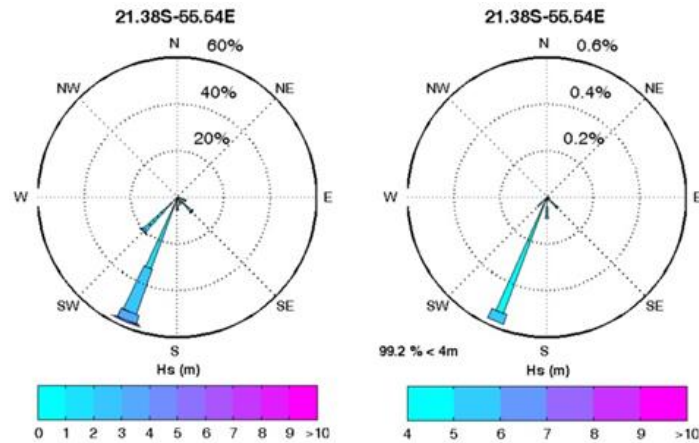 21.38S-55.54E
N
60%
NW
NE
40%
20%
W
E
SW
SE
S
Hs (m)
0 1 2 3 4 5 6 7 8 9 >10
21.38S-55.54E
N
0.6%
NW
NE
0.4%
0.2%
W
E
SW
SE
S
99.2 % < 4m
Hs (m)
4 5 6 7 8 9 >10